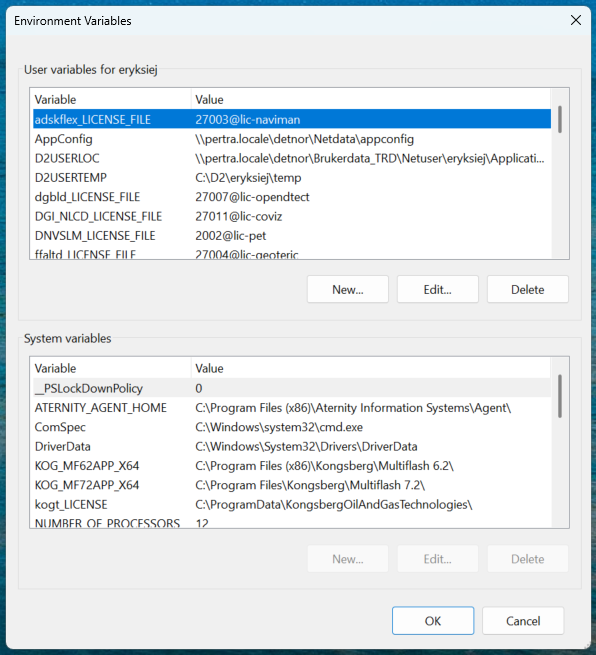 Environment Variables
User variables for eryksiej
Variable Value
adskflex_LICENSE_FILE 27003@lic-naviman
AppConfig \\pertra.locale\detnor\Netdata\appconfig
D2USERLOC \\pertra.locale\detnor\Brukerdata_TRD\Netuser\eryksiej\Applicati...
D2USERTEMP C:\D2\eryksiej\temp
dgbld_LICENSE_FILE 27007@lic-opendtect
DGI_NLCD_LICENSE_FILE 27011@lic-coviz
DNVSLM_LICENSE_FILE 2002@lic-pet
ffaltd_LICENSE_FILE 27004@lic-geoteric
New... Edit... Delete
System variables
Variable Value
__PSLockDownPolicy 0
ATERNITY_AGENT_HOME C:\Program Files (x86)\Aternity Information Systems\Agent\
ComSpec C:\Windows\system32\cmd.exe
DriverData C:\Windows\System32\Drivers\DriverData
KOG_MF62APP_X64 C:\Program Files (x86)\Kongsberg\Multiflash 6.2\
KOG_MF72APP_X64 C:\Program Files\Kongsberg\Multiflash 7.2\
kogt_LICENSE C:\ProgramData\KongsbergOilAndGasTechnologies\
NUMBER_OF_PROCESSORS 12
New... Edit... Delete
OK Cancel